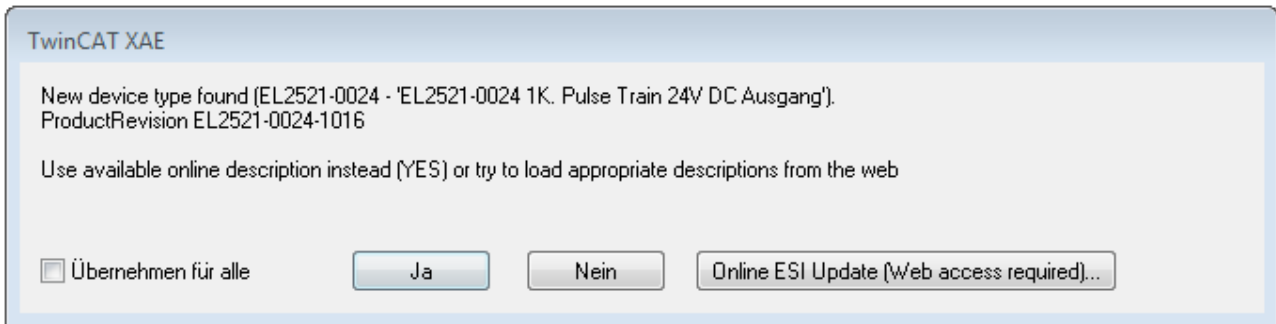 TwinCAT XAE
New device type found (EL2521-0024 - 'EL2521-0024 1K. Pulse Train 24V DC Ausgang').
ProductRevision EL2521-0024-1016
Use available online description instead (YES) or try to load appropriate descriptions from the web
Übernehmen für alle
Ja
Nein
Online ESI Update (Web access required)...